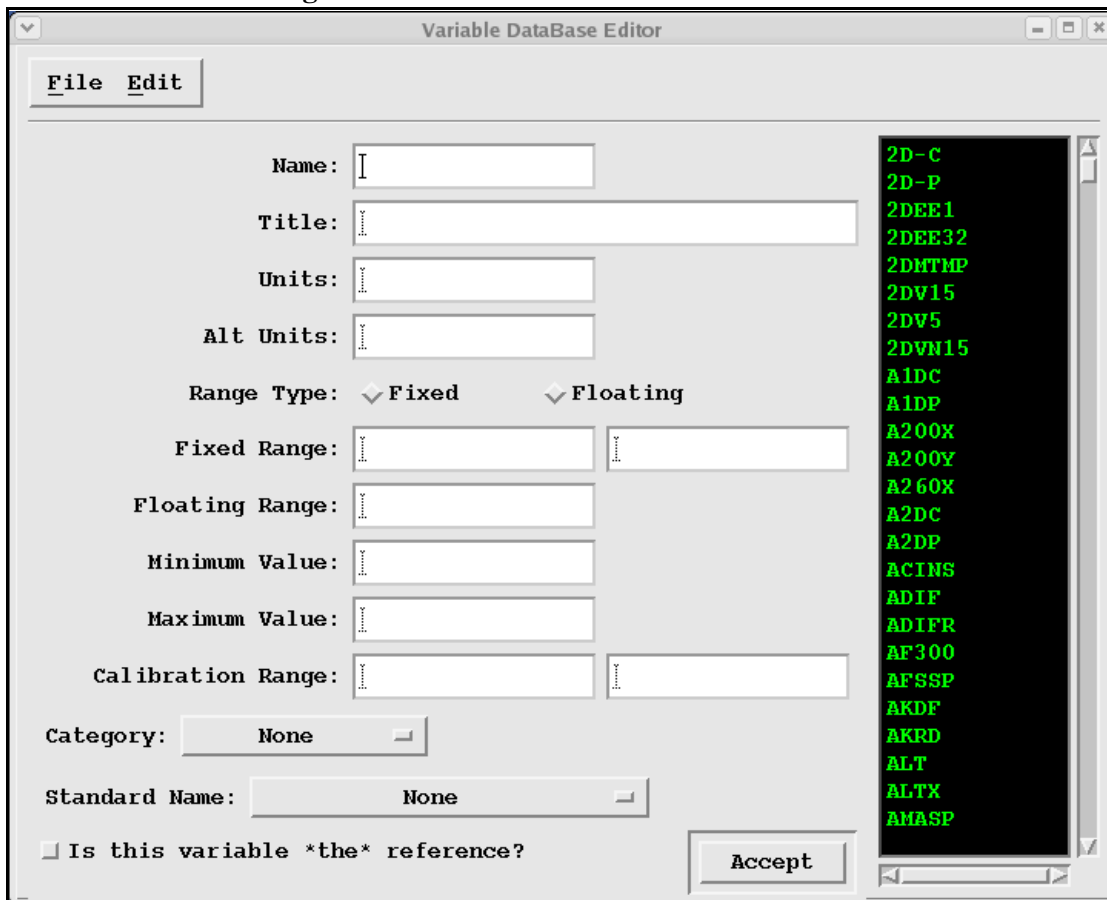 Variable DataBase Editor
File Edit
Name:
Title:
Units:
Alt Units:
Range Type: Fixed Floating
Fixed Range:
Floating Range:
Minimum Value:
Maximum Value:
Calibration Range:
Category: None
Standard Name: None
Is this variable *the* reference?
Accept
2D-C
2D-P
2DEE1
2DEE32
2DMTMP
2DV15
2DV5
2DVN15
A1DC
A1DP
A200X
A200Y
A260X
A2DC
A2DP
ACINS
ADIF
ADIFR
AF300
AFSSP
AKDF
AKRD
ALT
ALTX
AMASP